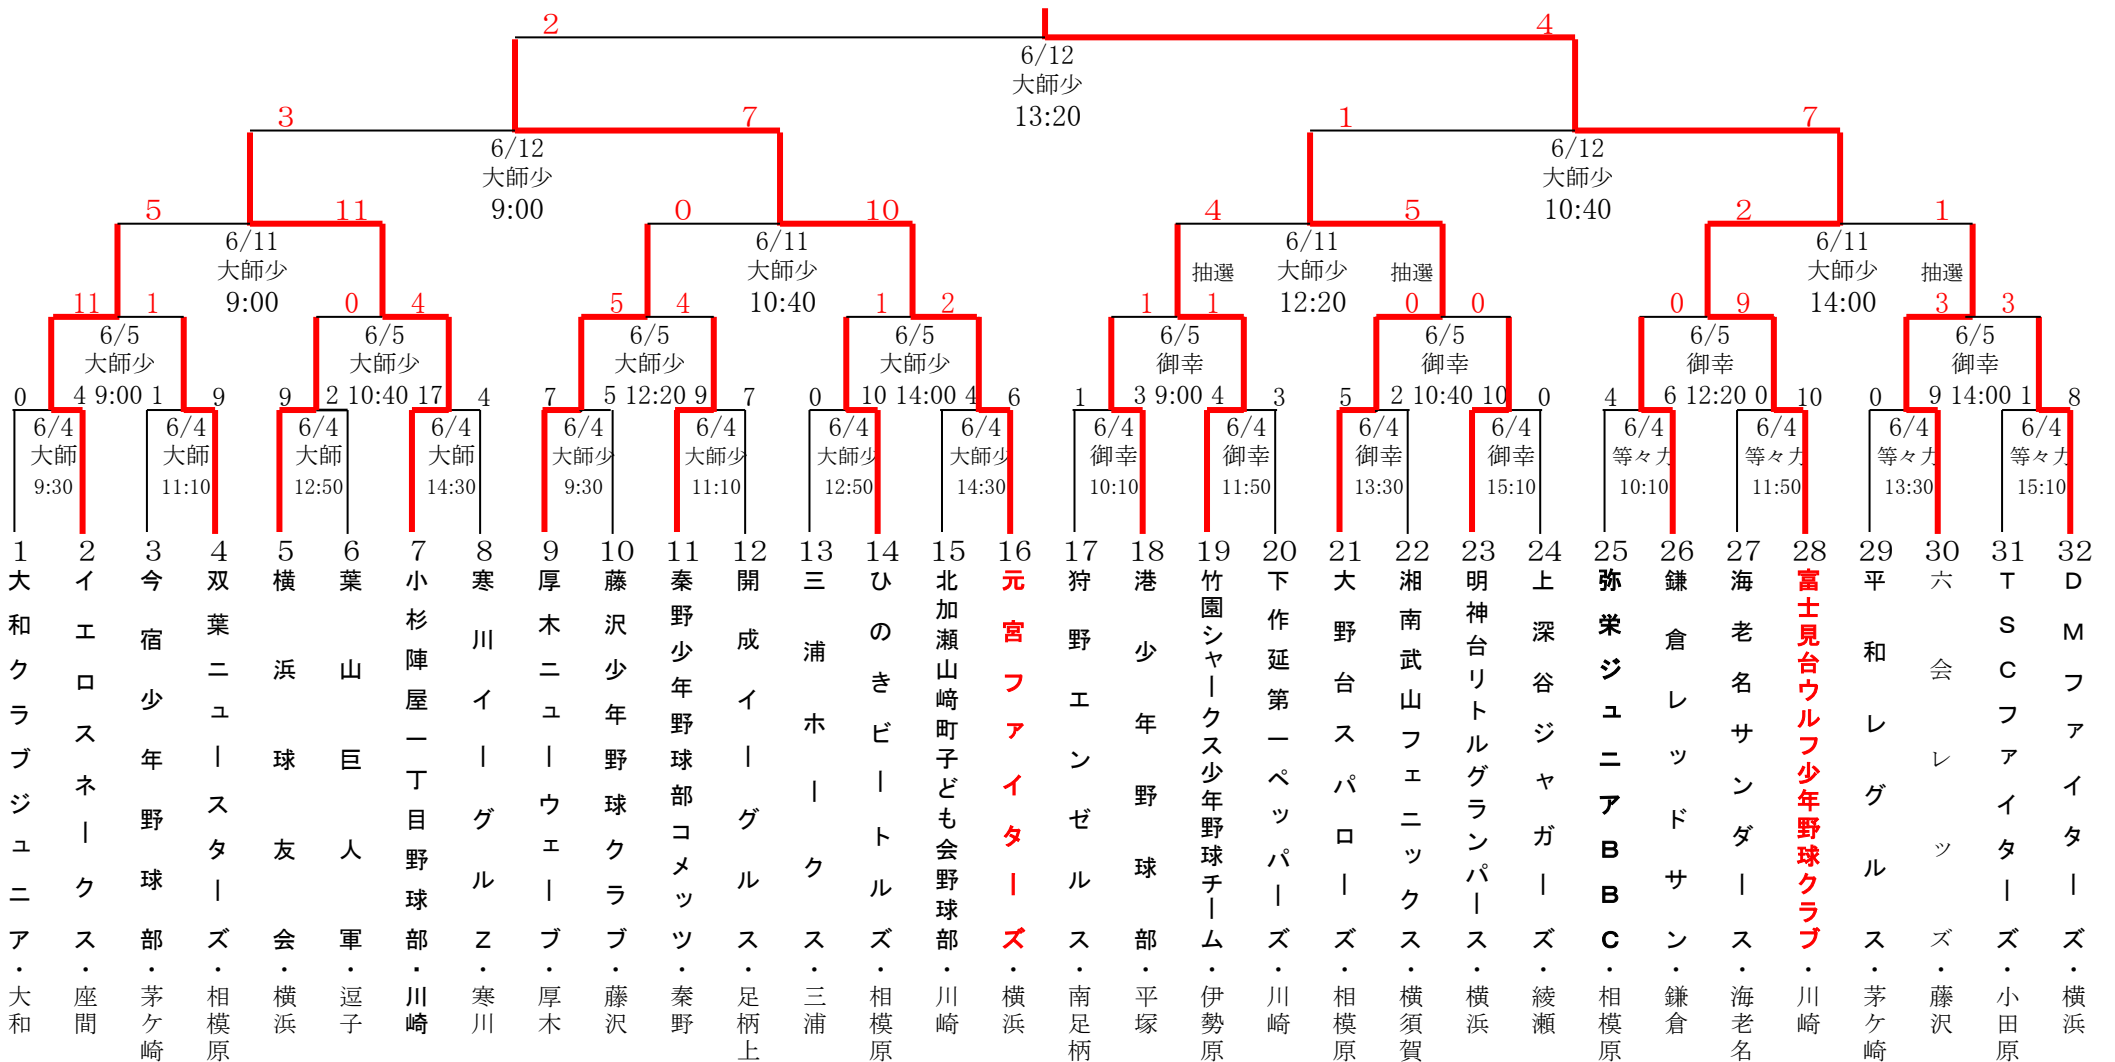 2 4
6/12
大師少
13:20
3 7 1 7
6/12 6/12
大師少 大師少
9:00 10:40
5 11 0 10 4 5 2 1
6/11 6/11 6/11 6/11
大師少 大師少 抽選 大師少 抽選 大師少 抽選
9:00 10:40 12:20 14:00
11 1 0 4 5 4 1 2 1 1 0 0 0 9 3 3
6/5 6/5 6/5 6/5 6/5 6/5 6/5 6/5
大師少 大師少 大師少 大師少 御幸 御幸 御幸 御幸
0 4 9:00 1 9 9 2 10:40 17 4 7 5 12:20 9 7 0 10 14:00 4 6 1 3 9:00 4 3 5 2 10:40 10 0 4 6 12:20 0 10 0 9 14:00 1 8
6/4 6/4 6/4 6/4 6/4 6/4 6/4 6/4 6/4 6/4 6/4 6/4 6/4 6/4 6/4 6/4
大師 大師 大師 大師 大師少 大師少 大師少 大師少 御幸 御幸 御幸 御幸 等々力 等々力 等々力 等々力
9:30 11:10 12:50 14:30 9:30 11:10 12:50 14:30 10:10 11:50 13:30 15:10 10:10 11:50 13:30 15:10
1 大和クラブジュニア・大和
2 イエロスネークス・座間
3 今宿少年野球部・茅ケ崎
4 双葉ニュースターズ・相模原
5 横浜球友会・横浜
6 葉山巨人軍・逗子
7 小杉陣屋一丁目野球部・川崎
8 寒川イーグルZ・寒川
9 厚木ニューウェーブ・厚木
10 藤沢少年野球クラブ・藤沢
11 秦野少年野球部コメッツ・秦野
12 開成イーグルス・足柄上
13 三浦ホークス・三浦
14 ひのきビートルズ・相模原
15 北加瀬山崎町子ども会野球部・川崎
16 元宮ファイターズ・横浜
17 狩野エンゼルス・南足柄
18 港少年野球部・平塚
19 竹園シャークス少年野球チーム・伊勢原
20 下作延第一ペッパーズ・川崎
21 大野台スパローズ・相模原
22 湘南武山フェニックス・横須賀
23 明神台リトルグランパース・横浜
24 上深谷ジャガーズ・綾瀬
25 弥栄ジュニアBBC・相模原
26 鎌倉レッドサン・鎌倉
27 海老名サンダース・海老名
28 富士見台ウルフ少年野球クラブ・川崎
29 平和レグルス・茅ケ崎
30 六会レッズ・藤沢
31 TSCファイターズ・小田原
32 DMファイターズ・横浜